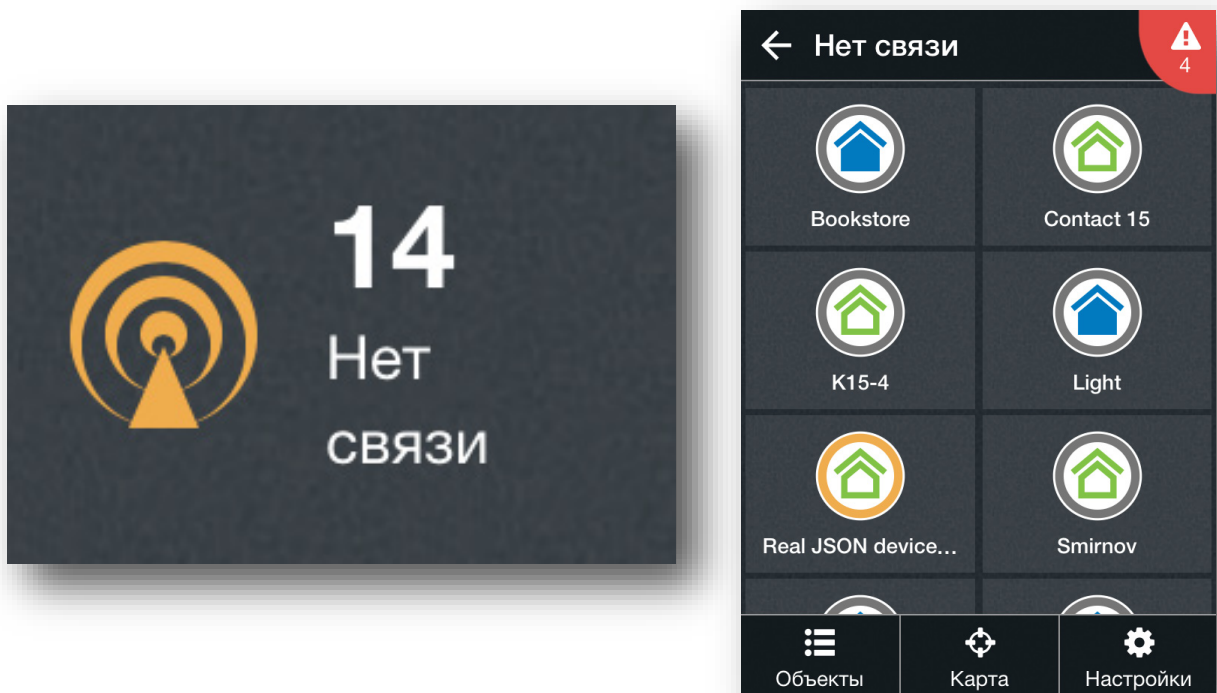 14
Нет
связи
Нет связи
4
Bookstore
Contact 15
K15-4
Light
Real JSON device...
Smirnov
Объекты
Карта
Настройки